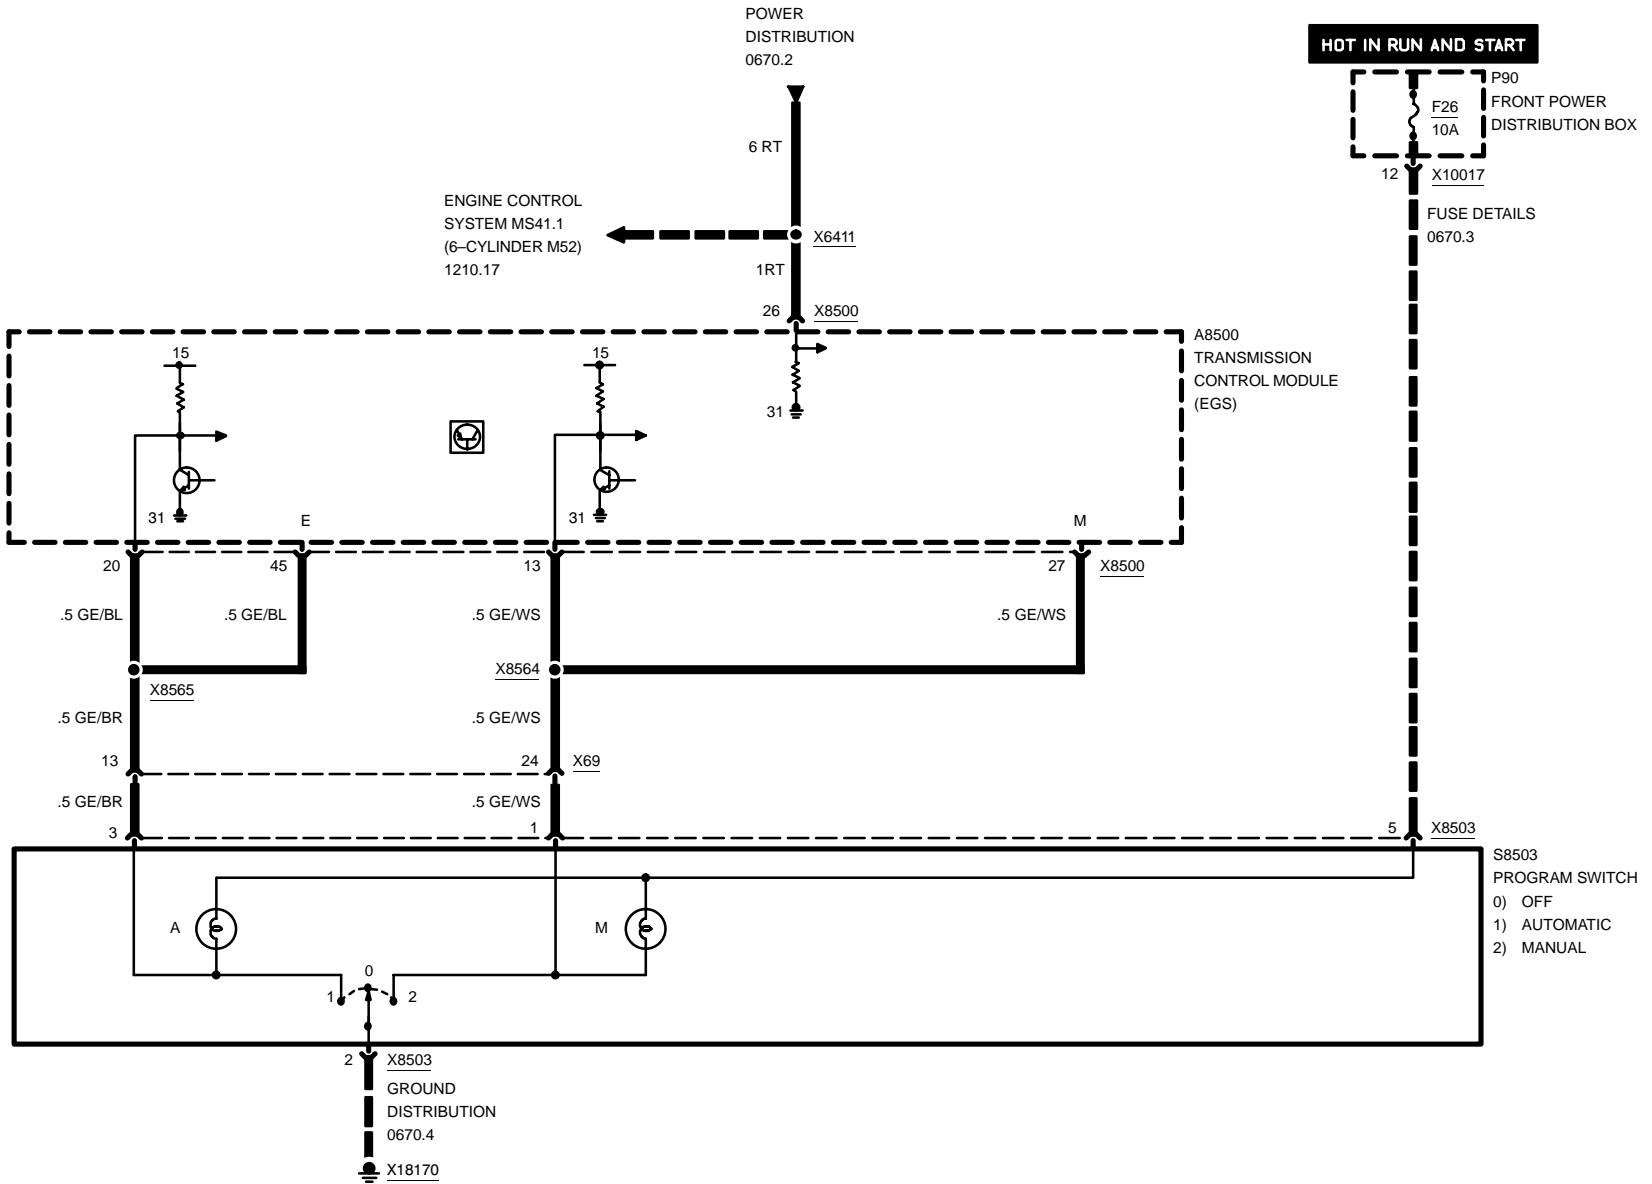 POWER
DISTRIBUTION
0670.2
HOT IN RUN AND START
P90
FRONT POWER
DISTRIBUTION BOX
F26
10A
6 RT
12
X10017
FUSE DETAILS
0670.3
ENGINE CONTROL
SYSTEM MS41.1
(6–CYLINDER M52)
1210.17
X6411
1RT
26
X8500
A8500
TRANSMISSION
CONTROL MODULE
(EGS)
15
15
31
31
E
31
M
20
45
13
27
X8500
.5 GE/BL
.5 GE/BL
.5 GE/WS
.5 GE/WS
X8565
X8564
.5 GE/BR
.5 GE/WS
13
24
X69
.5 GE/BR
.5 GE/WS
3
1
5
X8503
S8503
PROGRAM SWITCH
0) OFF
1) AUTOMATIC
2) MANUAL
A
M
0
1
2
2
X8503
GROUND
DISTRIBUTION
0670.4
X18170